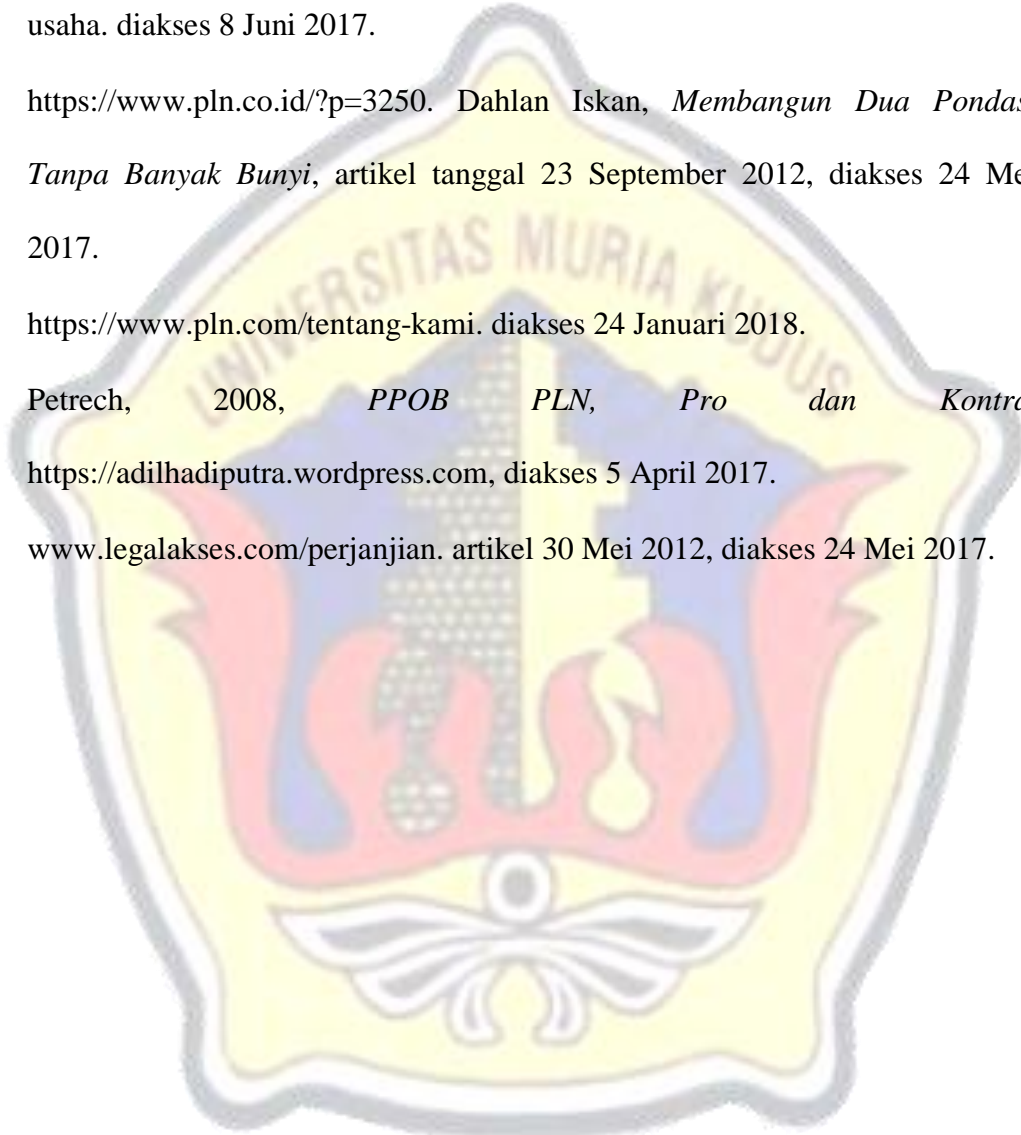 usaha. diakses 8 Juni 2017.
https://www.pln.co.id/?p=3250. Dahlan Iskan, Membangun Dua Pondas
Tanpa Banyak Bunyi, artikel tanggal 23 September 2012, diakses 24 Me
2017.
UNIVERSITAS MURIA KUDUS
https://www.pln.com/tentang-kami. diakses 24 Januari 2018.
Petrech, 2008, PPOB PLN, Pro dan Kontra
https://adilhadiputra.wordpress.com, diakses 5 April 2017.
www.legalakses.com/perjanjian. artikel 30 Mei 2012, diakses 24 Mei 2017.